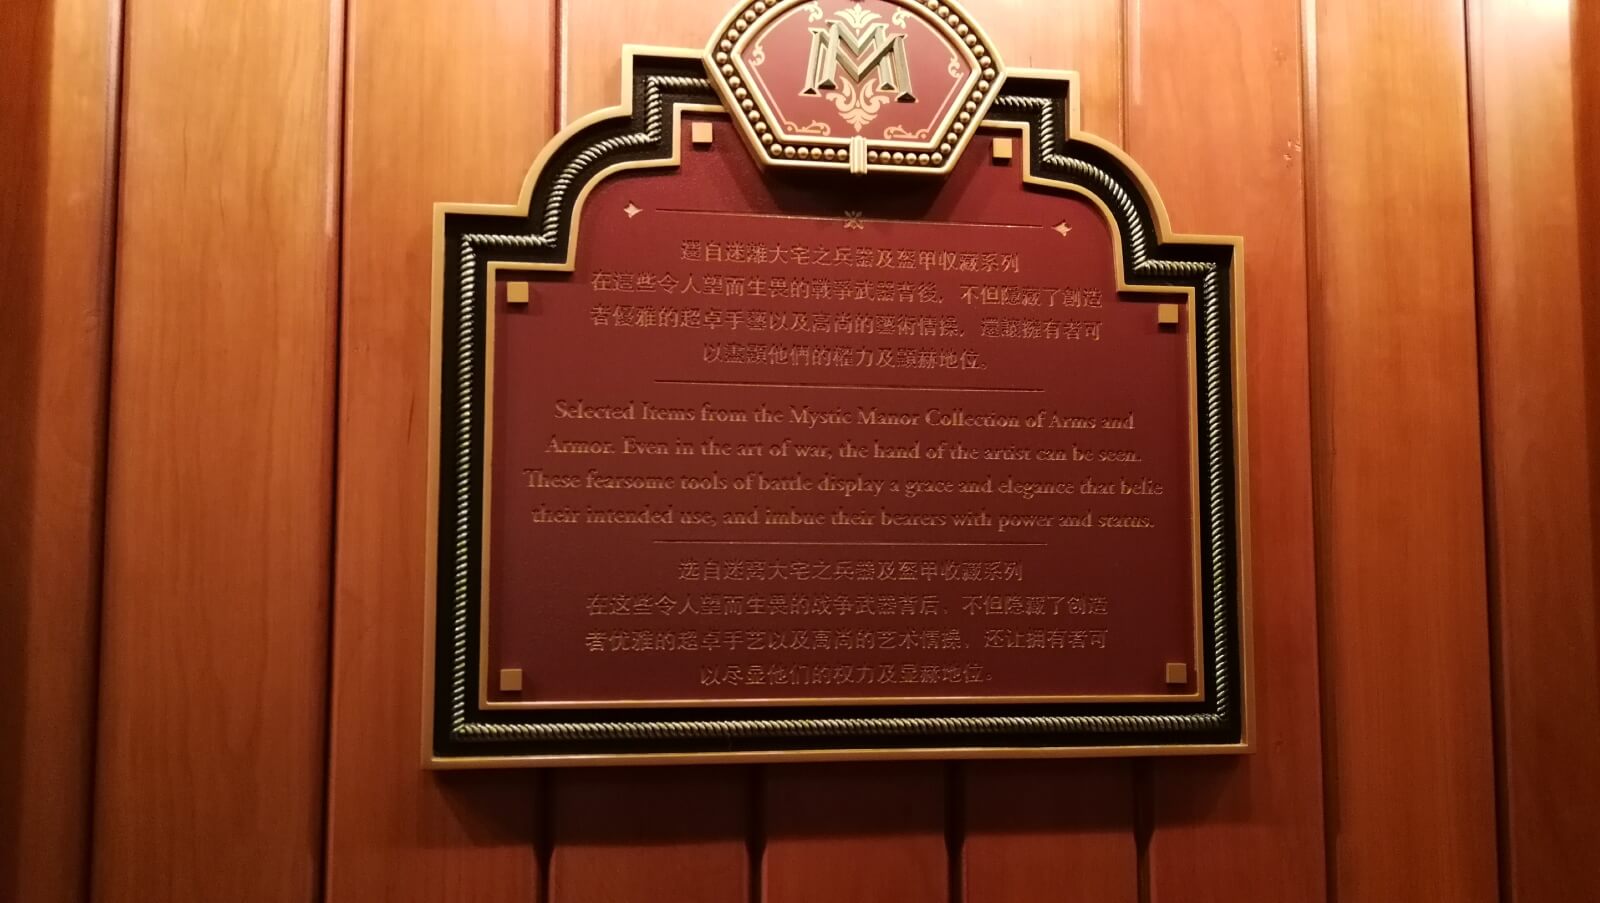 MM
選自迷離大宅之兵器及盔甲收藏系列
在這些令人望而生畏的戰爭武器背後，不但隱藏了創造
者優雅的超卓手藝以及高尚的藝術情操，還讓擁有者可
以盡顯他們的權力及顯赫地位。
Selected Items from the Mystic Manor Collection of Arms and
Armor. Even in the art of war, the hand of the artist can be seen.
These fearsome tools of battle display a grace and elegance that belie
their intended use, and imbue their bearers with power and status.
选自迷离大宅之兵器及盔甲收藏系列
在这些令人望而生畏的战争武器背后，不但隐藏了创造
者优雅的超卓手艺以及高尚的艺术情操，还让拥有者可
以尽显他们的权力及显赫地位。